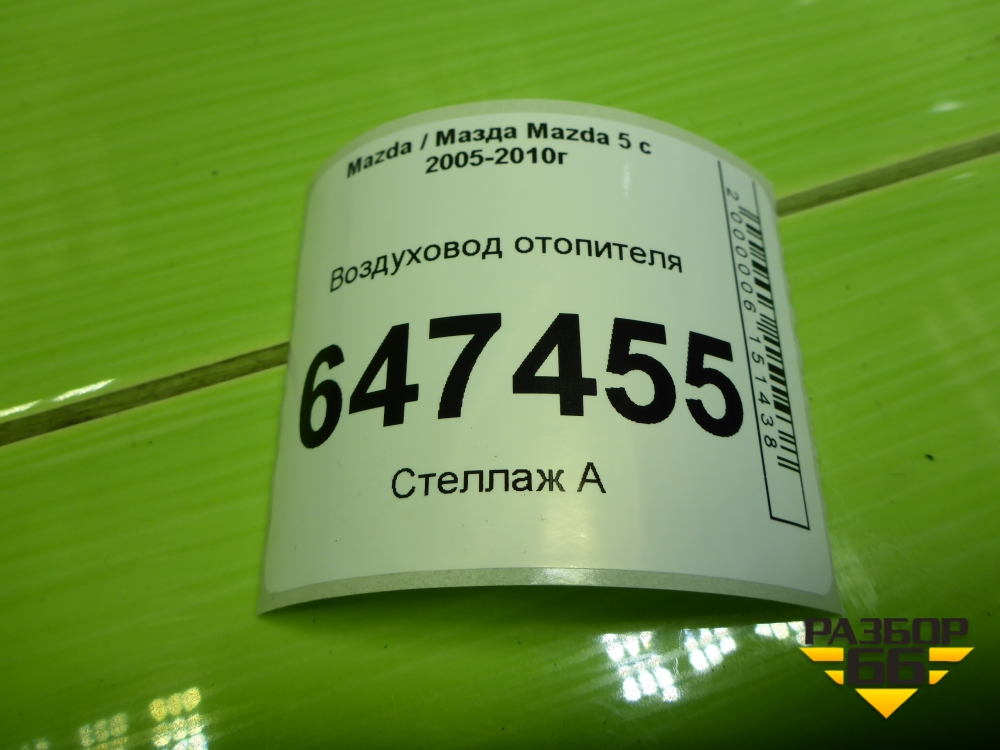 Mazda / Мазда Mazda 5 с
2005-2010г
Воздуховод отопителя
647455
Стеллаж А
2000006151438
РАЗБОР
66